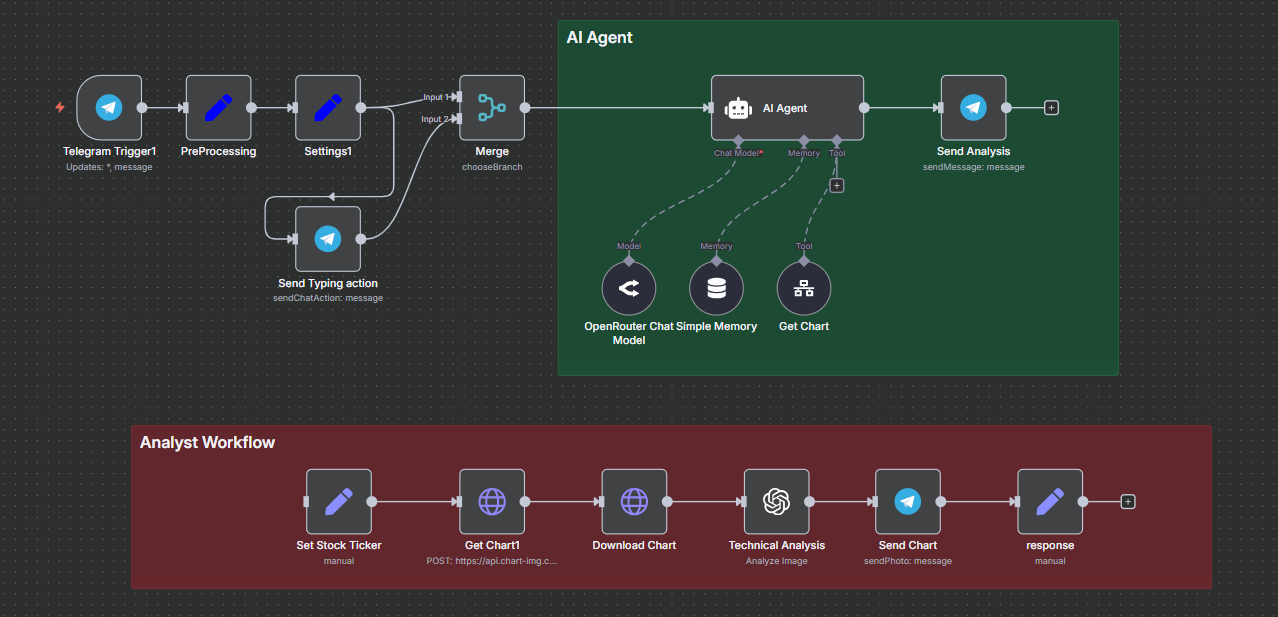 AI Agent
Input 1
Input 2
AI Agent
Telegram Trigger1
Updates: *, message
PreProcessing
Settings1
Merge
chooseBranch
Chat Model*
Memory
Tool
Send Analysis
sendMessage: message
Send Typing action
sendChatAction: message
Model
Memory
Tool
OpenRouter Chat
Model
Simple Memory
Get Chart
Analyst Workflow
Set Stock Ticker
manual
Get Chart1
POST: https://api.chart-img.c...
Download Chart
Technical Analysis
Analyze Image
Send Chart
sendPhoto: message
response
manual